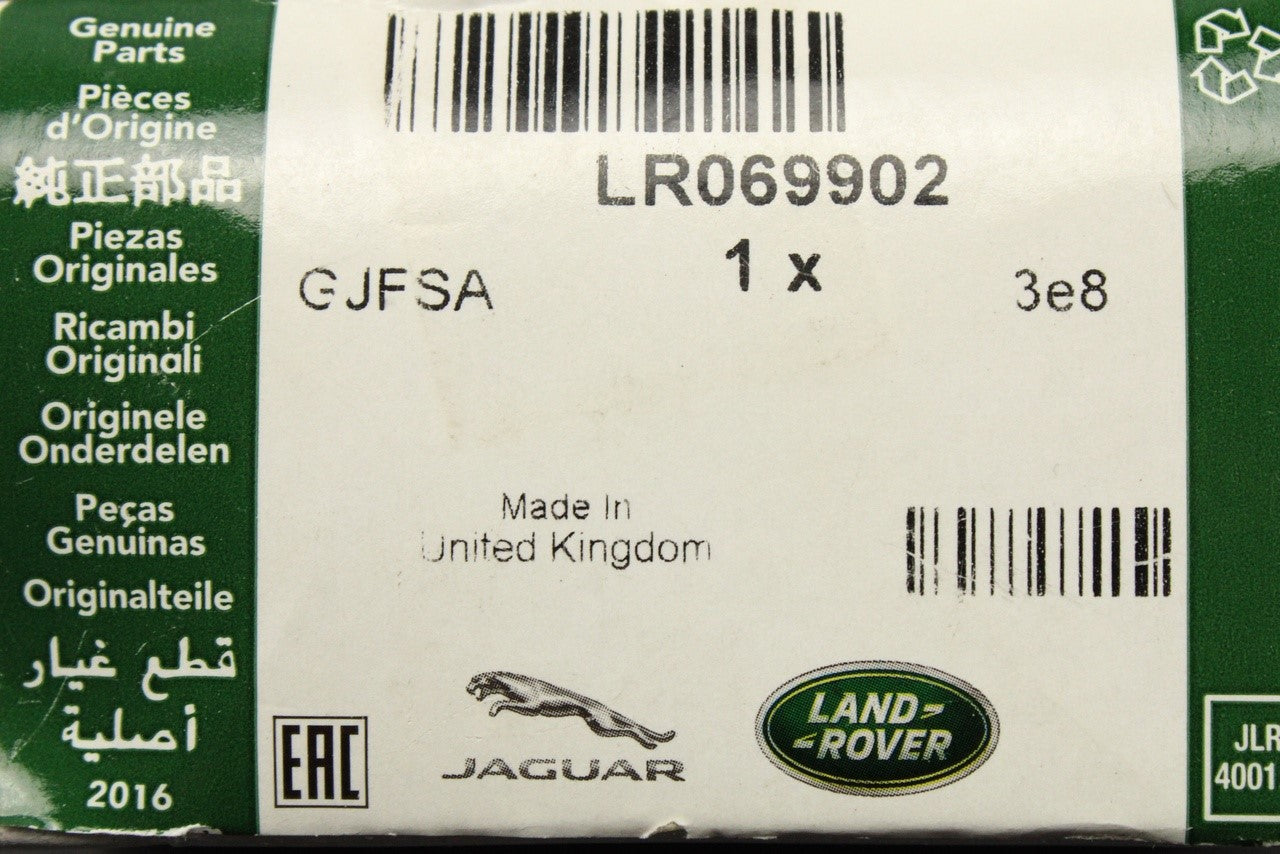 Genuine
Parts
Pièces
d'Origine
純正部品
Piezas
Originales
Ricambi
Originali
Originele
Onderdelen
Peças
Genuinas
Originalteile
قطع غيار
أصلية
2016
LR069902
1 x
GJFSA
3e8
Made In
United Kingdom
EAC
JAGUAR
LAND-
-ROVER
JLR
4001